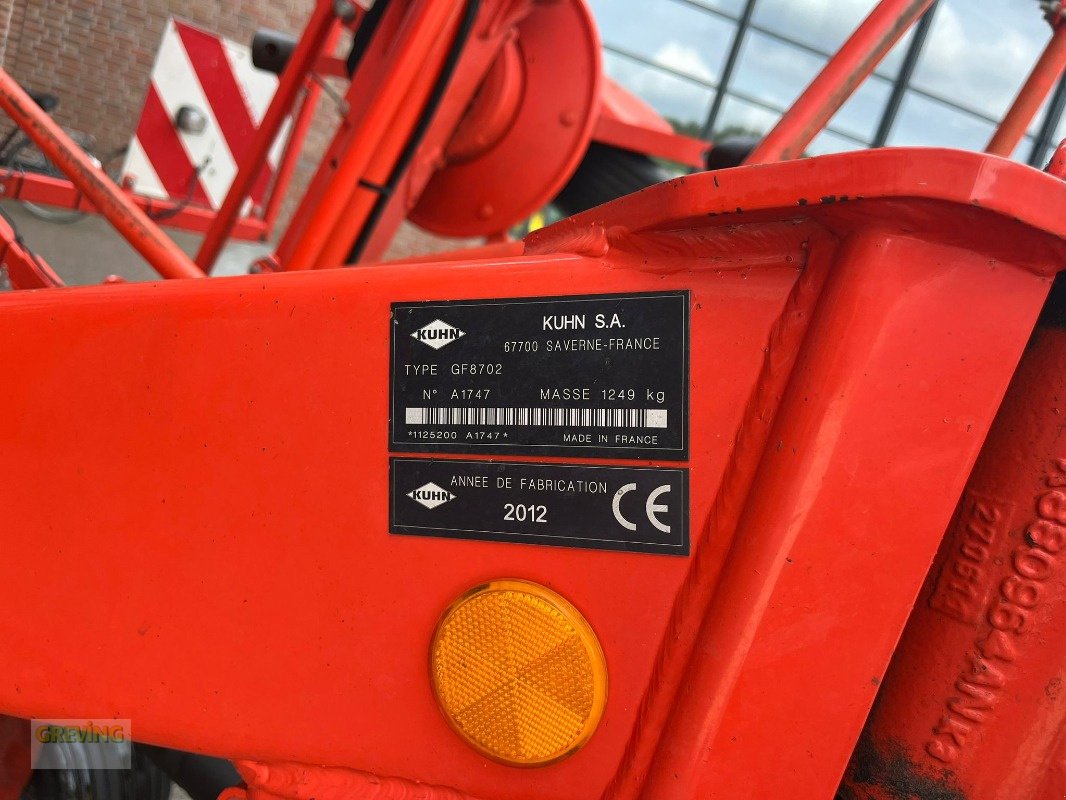 KUHN
KUHN S.A.
67700 SAVERNE-FRANCE
TYPE GF8702
N° A1747 MASSE 1249 kg
*1125200 A1747*
MADE IN FRANCE
KUHN
ANNEE DE FABRICATION
2012
CE
270614
GREVING